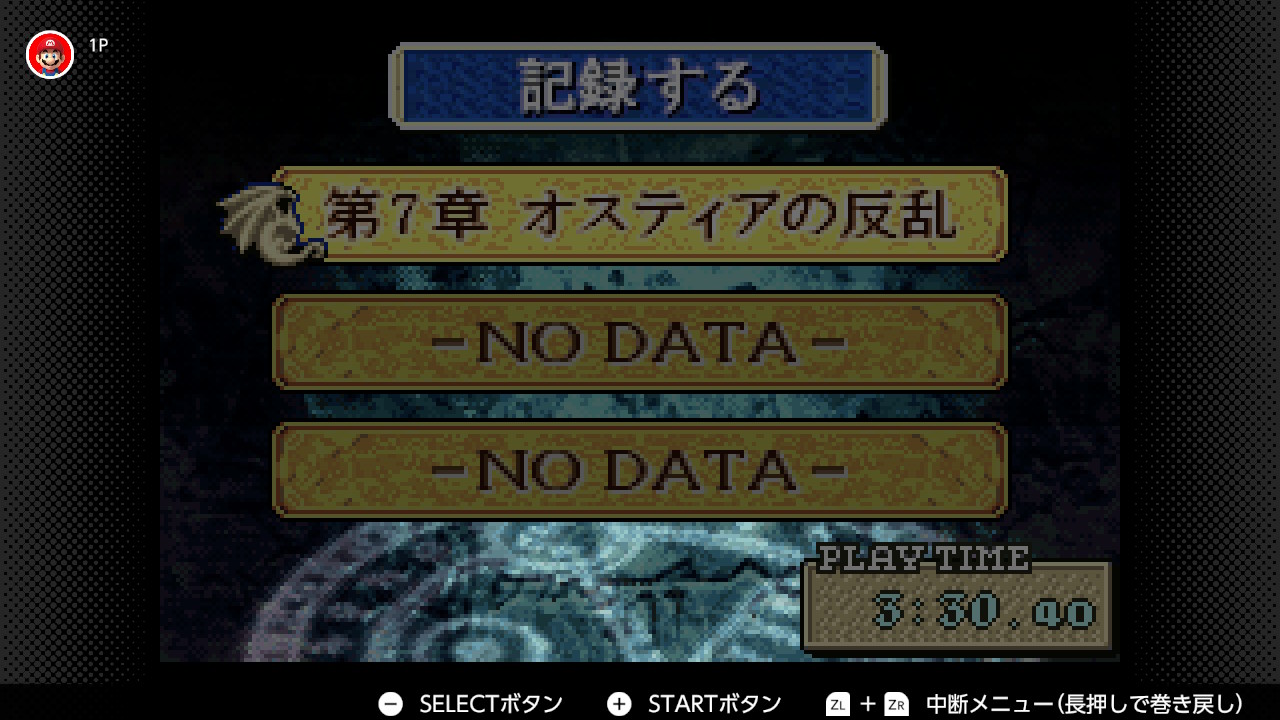 1P
記録する
第7章 オスティアの反乱
-NO DATA-
-NO DATA-
PLAY TIME
3:30.40
SELECTボタン
STARTボタン
ZL + ZR 中断メニュー(長押しで巻き戻し)